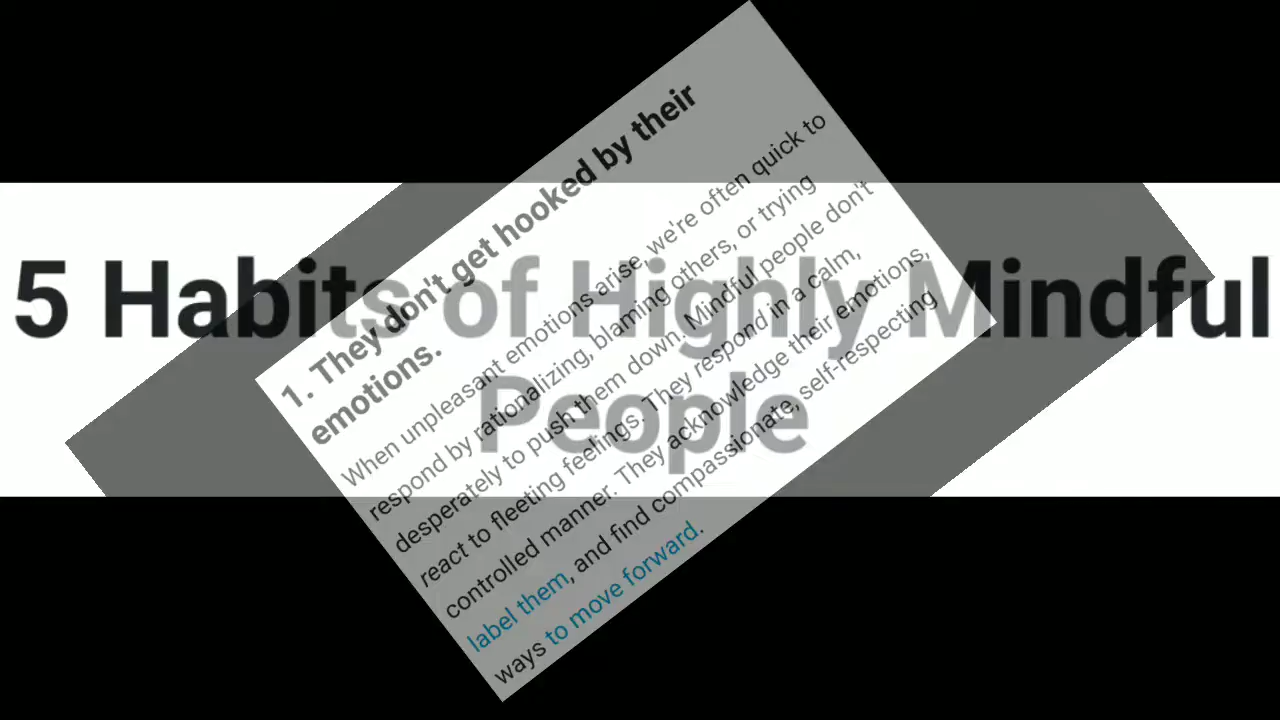 5 Habits of Highly Mindful
People
1. They don't get hooked by their
emotions.
When unpleasant emotions arise, we're often quick to
respond by rationalizing, blaming others, or trying
desperately to push them down. Mindful people don't
react to fleeting feelings. They respond in a calm,
controlled manner. They acknowledge their emotions,
label them, and find compassionate, self-respecting
ways to move forward.